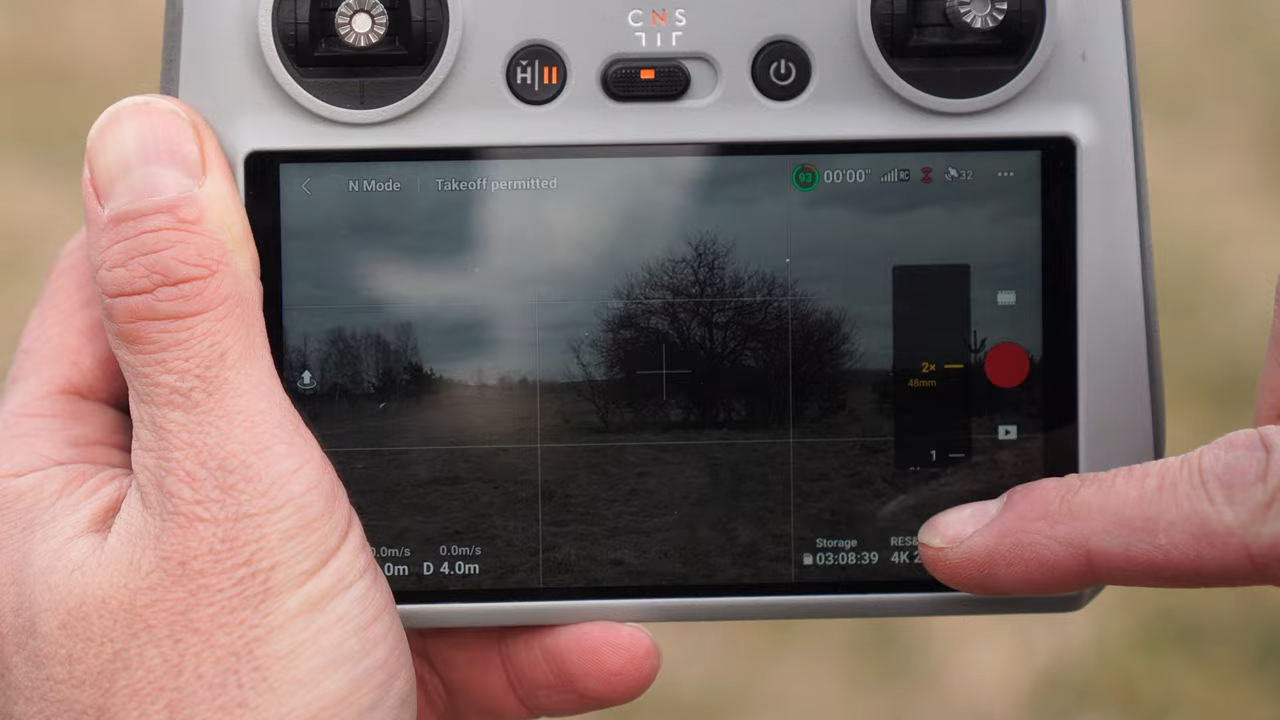 C N S
H
N Mode
Takeoff permitted
93
00'00"
RC
32
2×
48mm
1
0.0m/s
0.0m/s
0m
D 4.0m
Storage
03:08:39
4K